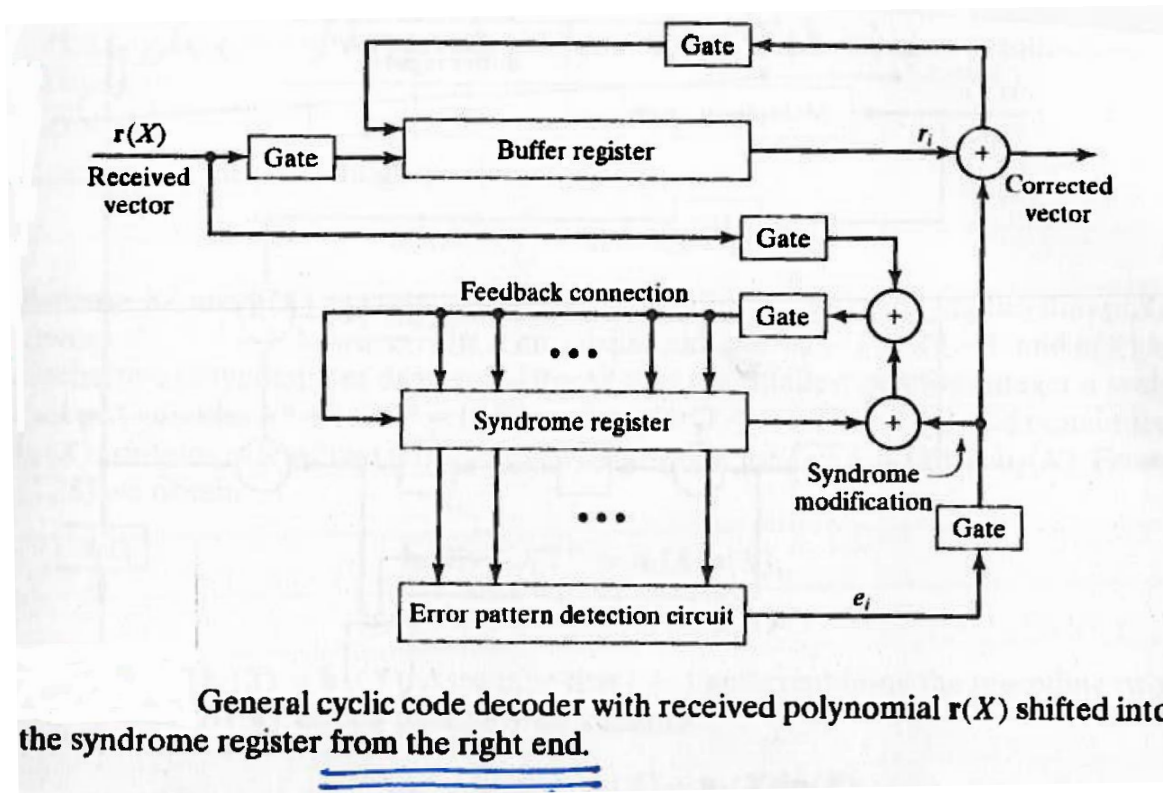 Gate
r(X)
Received
vector
Gate
Buffer register
r_i
+
Corrected
vector
Gate
Feedback connection
Gate
+
• • •
Syndrome register
+
Syndrome
modification
• • •
Gate
Error pattern detection circuit
e_i
General cyclic code decoder with received polynomial r(X) shifted into
the syndrome register from the right end.